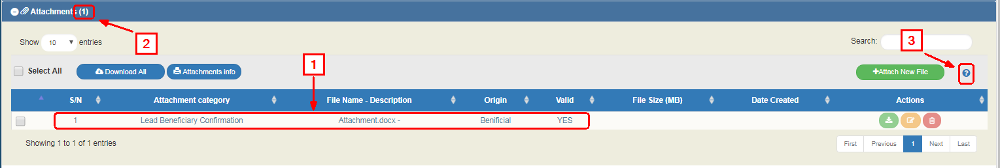 Attachments (1)
2
3
Show 10 entries
Search:
1
Select All
Download All
Attachments info
+Attach New File
?
S/N Attachment category File Name - Description Origin Valid File Size (MB) Date Created Actions
1 Lead Beneficiary Confirmation Attachment.docx - Benificial YES
Showing 1 to 1 of 1 entries
First Previous 1 Next Last